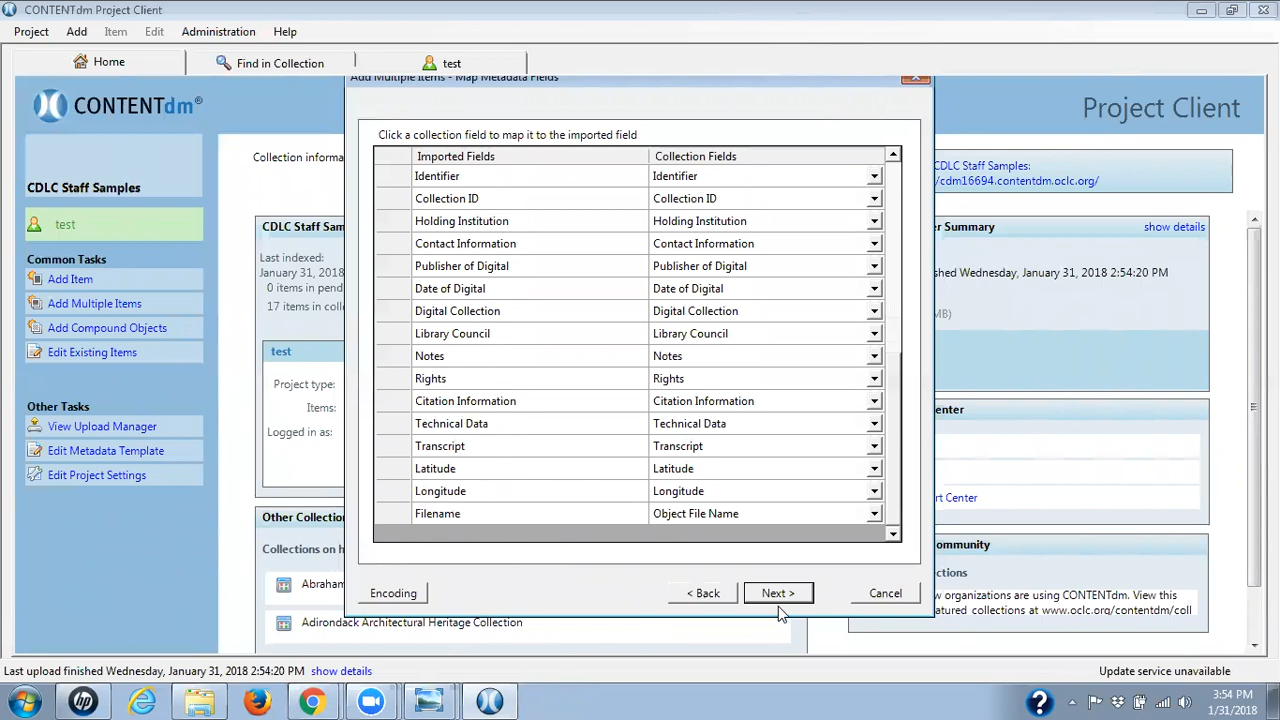 CONTENTdm Project Client
Project Add Item Edit Administration Help
Home Find in Collection test
Add Multiple Items - Map Metadata Fields
CONTENTdm®
Project Client
Click a collection field to map it to the imported field
Collection informa
CDLC Staff Samples:
/cdm16694.contentdm.oclc.org/
Imported Fields Collection Fields
Identifier Identifier
CDLC Staff Samples
Collection ID Collection ID
test
Holding Institution Holding Institution
CDLC Staff Sam
er Summary show details
Contact Information Contact Information
Last indexed:
Common Tasks
Publisher of Digital Publisher of Digital
January 31, 2018
shed Wednesday, January 31, 2018 2:54:20 PM
Add Item
0 items in pend
Date of Digital Date of Digital
Add Multiple Items
17 items in colle
Digital Collection Digital Collection
MB)
Add Compound Objects
Library Council Library Council
Edit Existing Items
test
Notes Notes
Project type:
Rights Rights
Other Tasks
Items:
Citation Information Citation Information
enter
View Upload Manager
Logged in as:
Technical Data Technical Data
Edit Metadata Template
Transcript Transcript
Edit Project Settings
Latitude Latitude
Longitude Longitude
rt Center
Filename Object File Name
Other Collection
ommunity
Collections on h
ctions
Abraham
Encoding < Back Next > Cancel
w organizations are using CONTENTdm. View this
atured collections at www.oclc.org/contentdm/coll
Adirondack Architectural Heritage Collection
Last upload finished Wednesday, January 31, 2018 2:54:20 PM show details
Update service unavailable
3:54 PM
1/31/2018